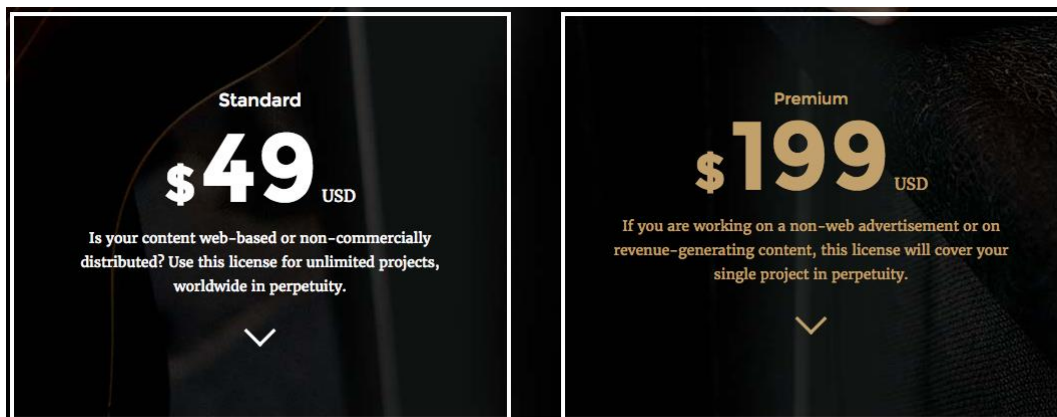 Standard
$49 USD
Is your content web-based or non-commercially
distributed? Use this license for unlimited projects,
worldwide in perpetuity.
Premium
$199 USD
If you are working on a non-web advertisement or on
revenue-generating content, this license will cover your
single project in perpetuity.